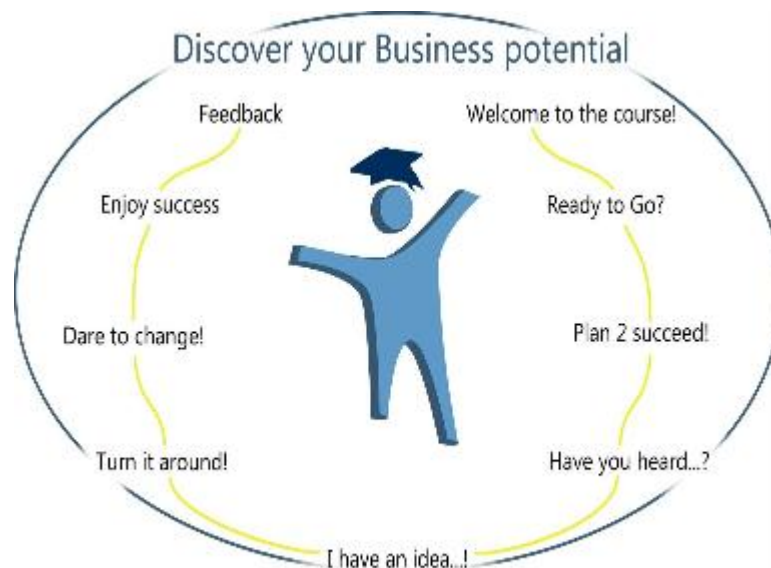 Discover your Business potential
Welcome to the course!
Ready to Go?
Plan 2 succeed!
Have you heard...?
I have an idea...!
Turn it around!
Dare to change!
Enjoy success
Feedback